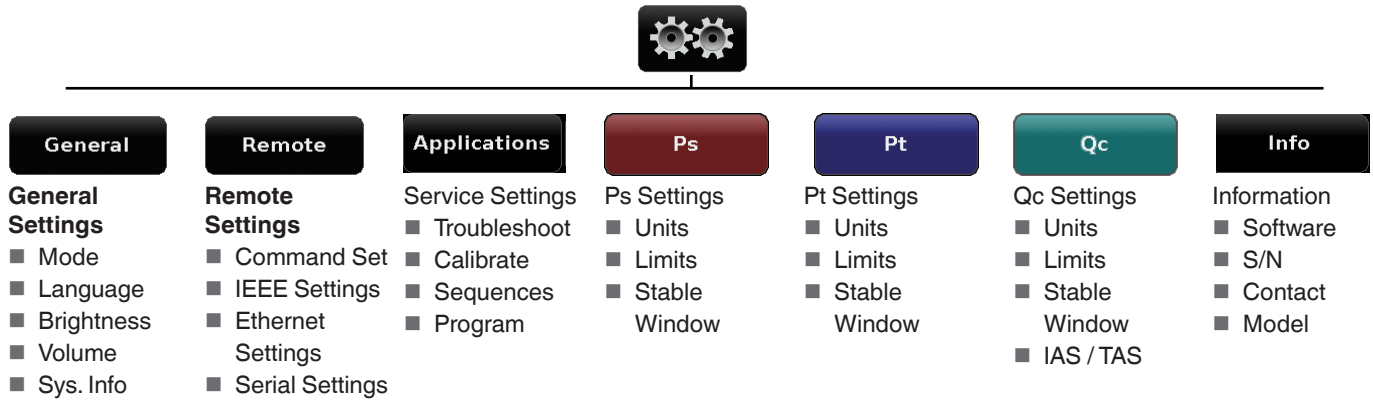 General
General
Settings
Mode
Language
Brightness
Volume
Sys. Info
Remote
Remote
Settings
Command Set
IEEE Settings
Ethernet
Settings
Serial Settings
Applications
Service Settings
Troubleshoot
Calibrate
Sequences
Program
Ps
Ps Settings
Units
Limits
Stable
Window
Pt
Pt Settings
Units
Limits
Stable
Window
Qc
Qc Settings
Units
Limits
Stable
Window
IAS / TAS
Info
Information
Software
S/N
Contact
Model